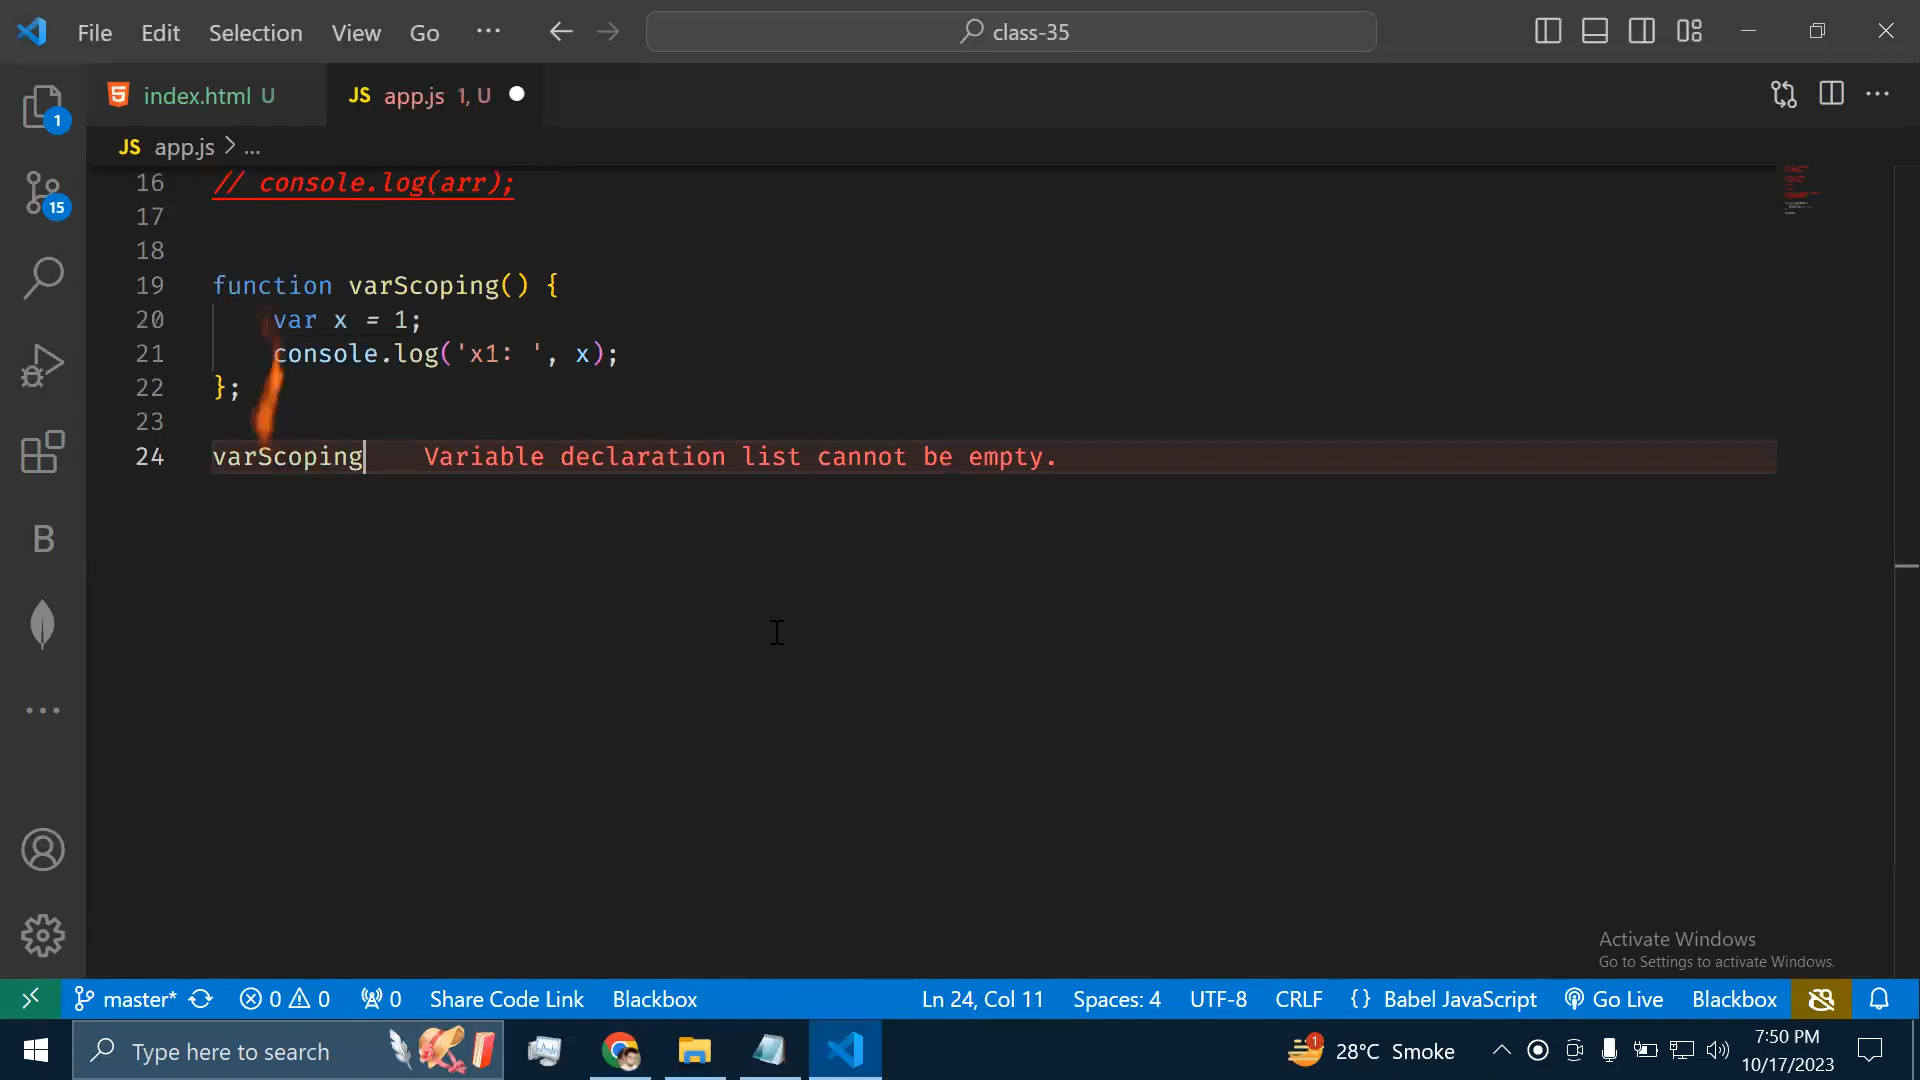 File Edit Selection View Go ··· class-35
index.html U JS app.js 1, U
JS app.js > ...
16 // console.log(arr);
17
18
19 function varScoping() {
20 var x = 1;
21 console.log('x1: ', x);
22 };
23
24 varScoping Variable declaration list cannot be empty.
1
15
B
Activate Windows
Go to Settings to activate Windows.
master* 0 0 0 Share Code Link Blackbox Ln 24, Col 11 Spaces: 4 UTF-8 CRLF {} Babel JavaScript Go Live Blackbox
Type here to search 1 28°C Smoke 7:50 PM
10/17/2023